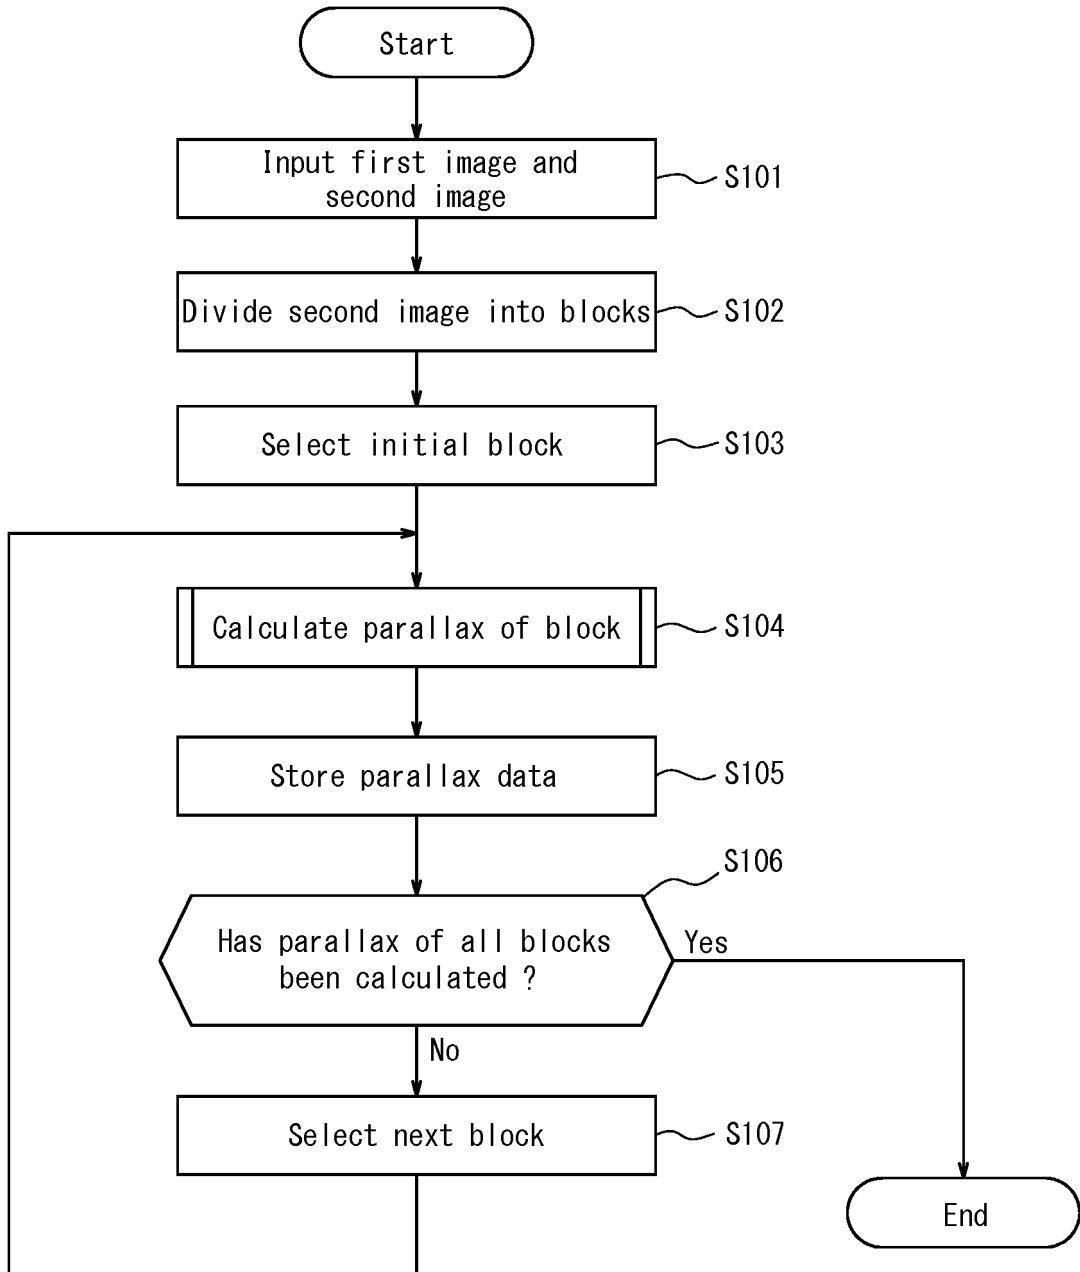 Start
Input first image and
second image
S101
Divide second image into blocks
S102
Select initial block
S103
Calculate parallax of block
S104
Store parallax data
S105
S106
Has parallax of all blocks
been calculated ?
Yes
No
Select next block
S107
End